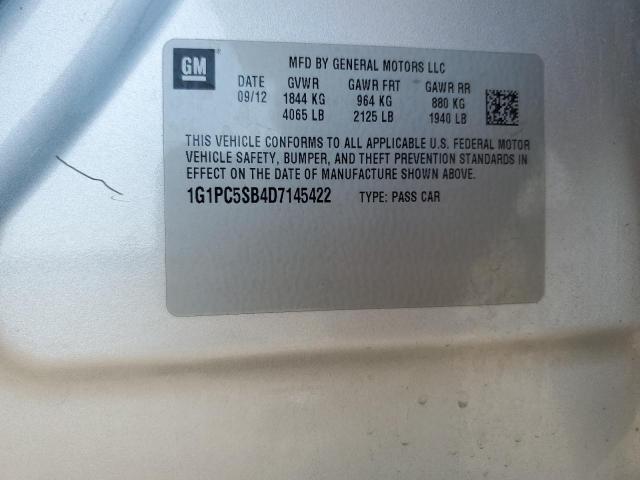 GM ®
MFD BY GENERAL MOTORS LLC
DATE GVWR GAWR FRT GAWR RR
09/12 1844 KG 964 KG 880 KG
4065 LB 2125 LB 1940 LB
THIS VEHICLE CONFORMS TO ALL APPLICABLE U.S. FEDERAL MOTOR
VEHICLE SAFETY, BUMPER, AND THEFT PREVENTION STANDARDS IN
EFFECT ON THE DATE OF MANUFACTURE SHOWN ABOVE.
1G1PC5SB4D7145422 TYPE: PASS CAR